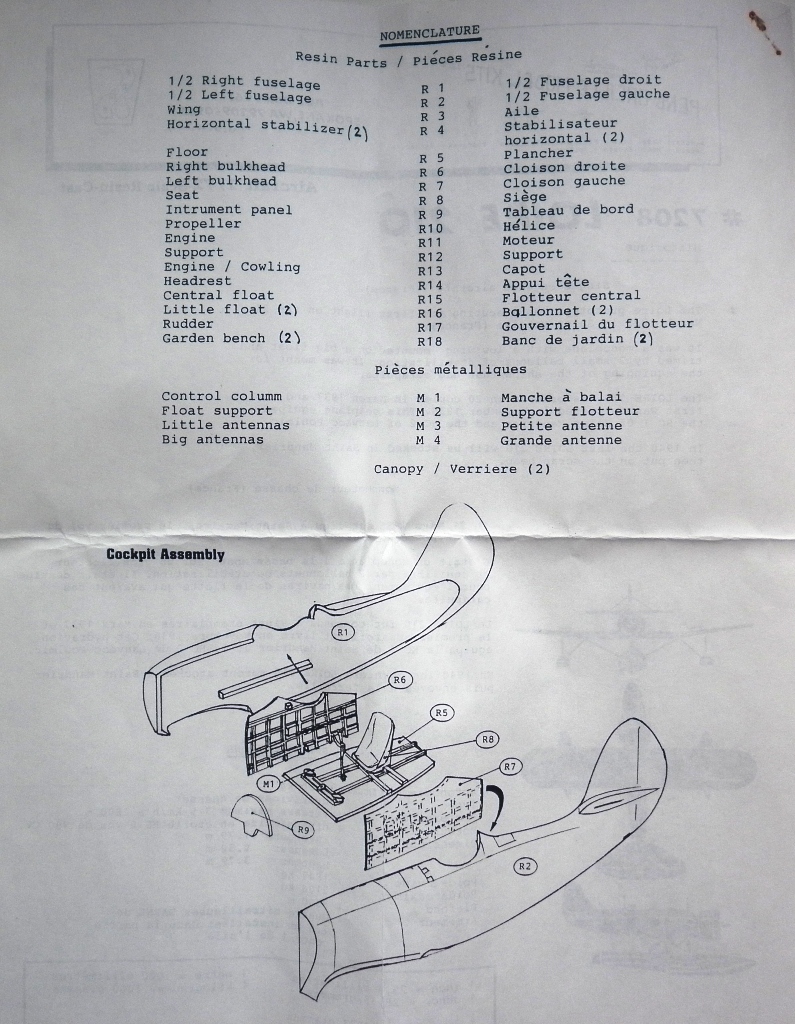 NOMENCLATURE
Resin Parts / Piéces Résine
1/2 Right fuselage R 1 1/2 Fuselage droit
1/2 Left fuselage R 2 1/2 Fuselage gauche
Wing R 3 Aile
Horizontal stabilizer (2) R 4 Stabilisateur
horizontal (2)
Floor R 5 Plancher
Right bulkhead R 6 Cloison droite
Left bulkhead R 7 Cloison gauche
Seat R 8 Siège
Intrument panel R 9 Tableau de bord
Propeller R10 Hélice
Engine R11 Moteur
Support R12 Support
Engine / Cowling R13 Capot
Headrest R14 Appui tête
Central float R15 Flotteur central
Little float (2) R16 Ballonnet (2)
Rudder R17 Gouvernail du flotteur
Garden bench (2) R18 Banc de jardin (2)
Pièces métalliques
Control columm M 1 Manche à balai
Float support M 2 Support flotteur
Little antennas M 3 Petite antenne
Big antennas M 4 Grande antenne
Canopy / Verriere (2)
Cockpit Assembly
R1
R6
R5
R8
R7
M1
R9
R2